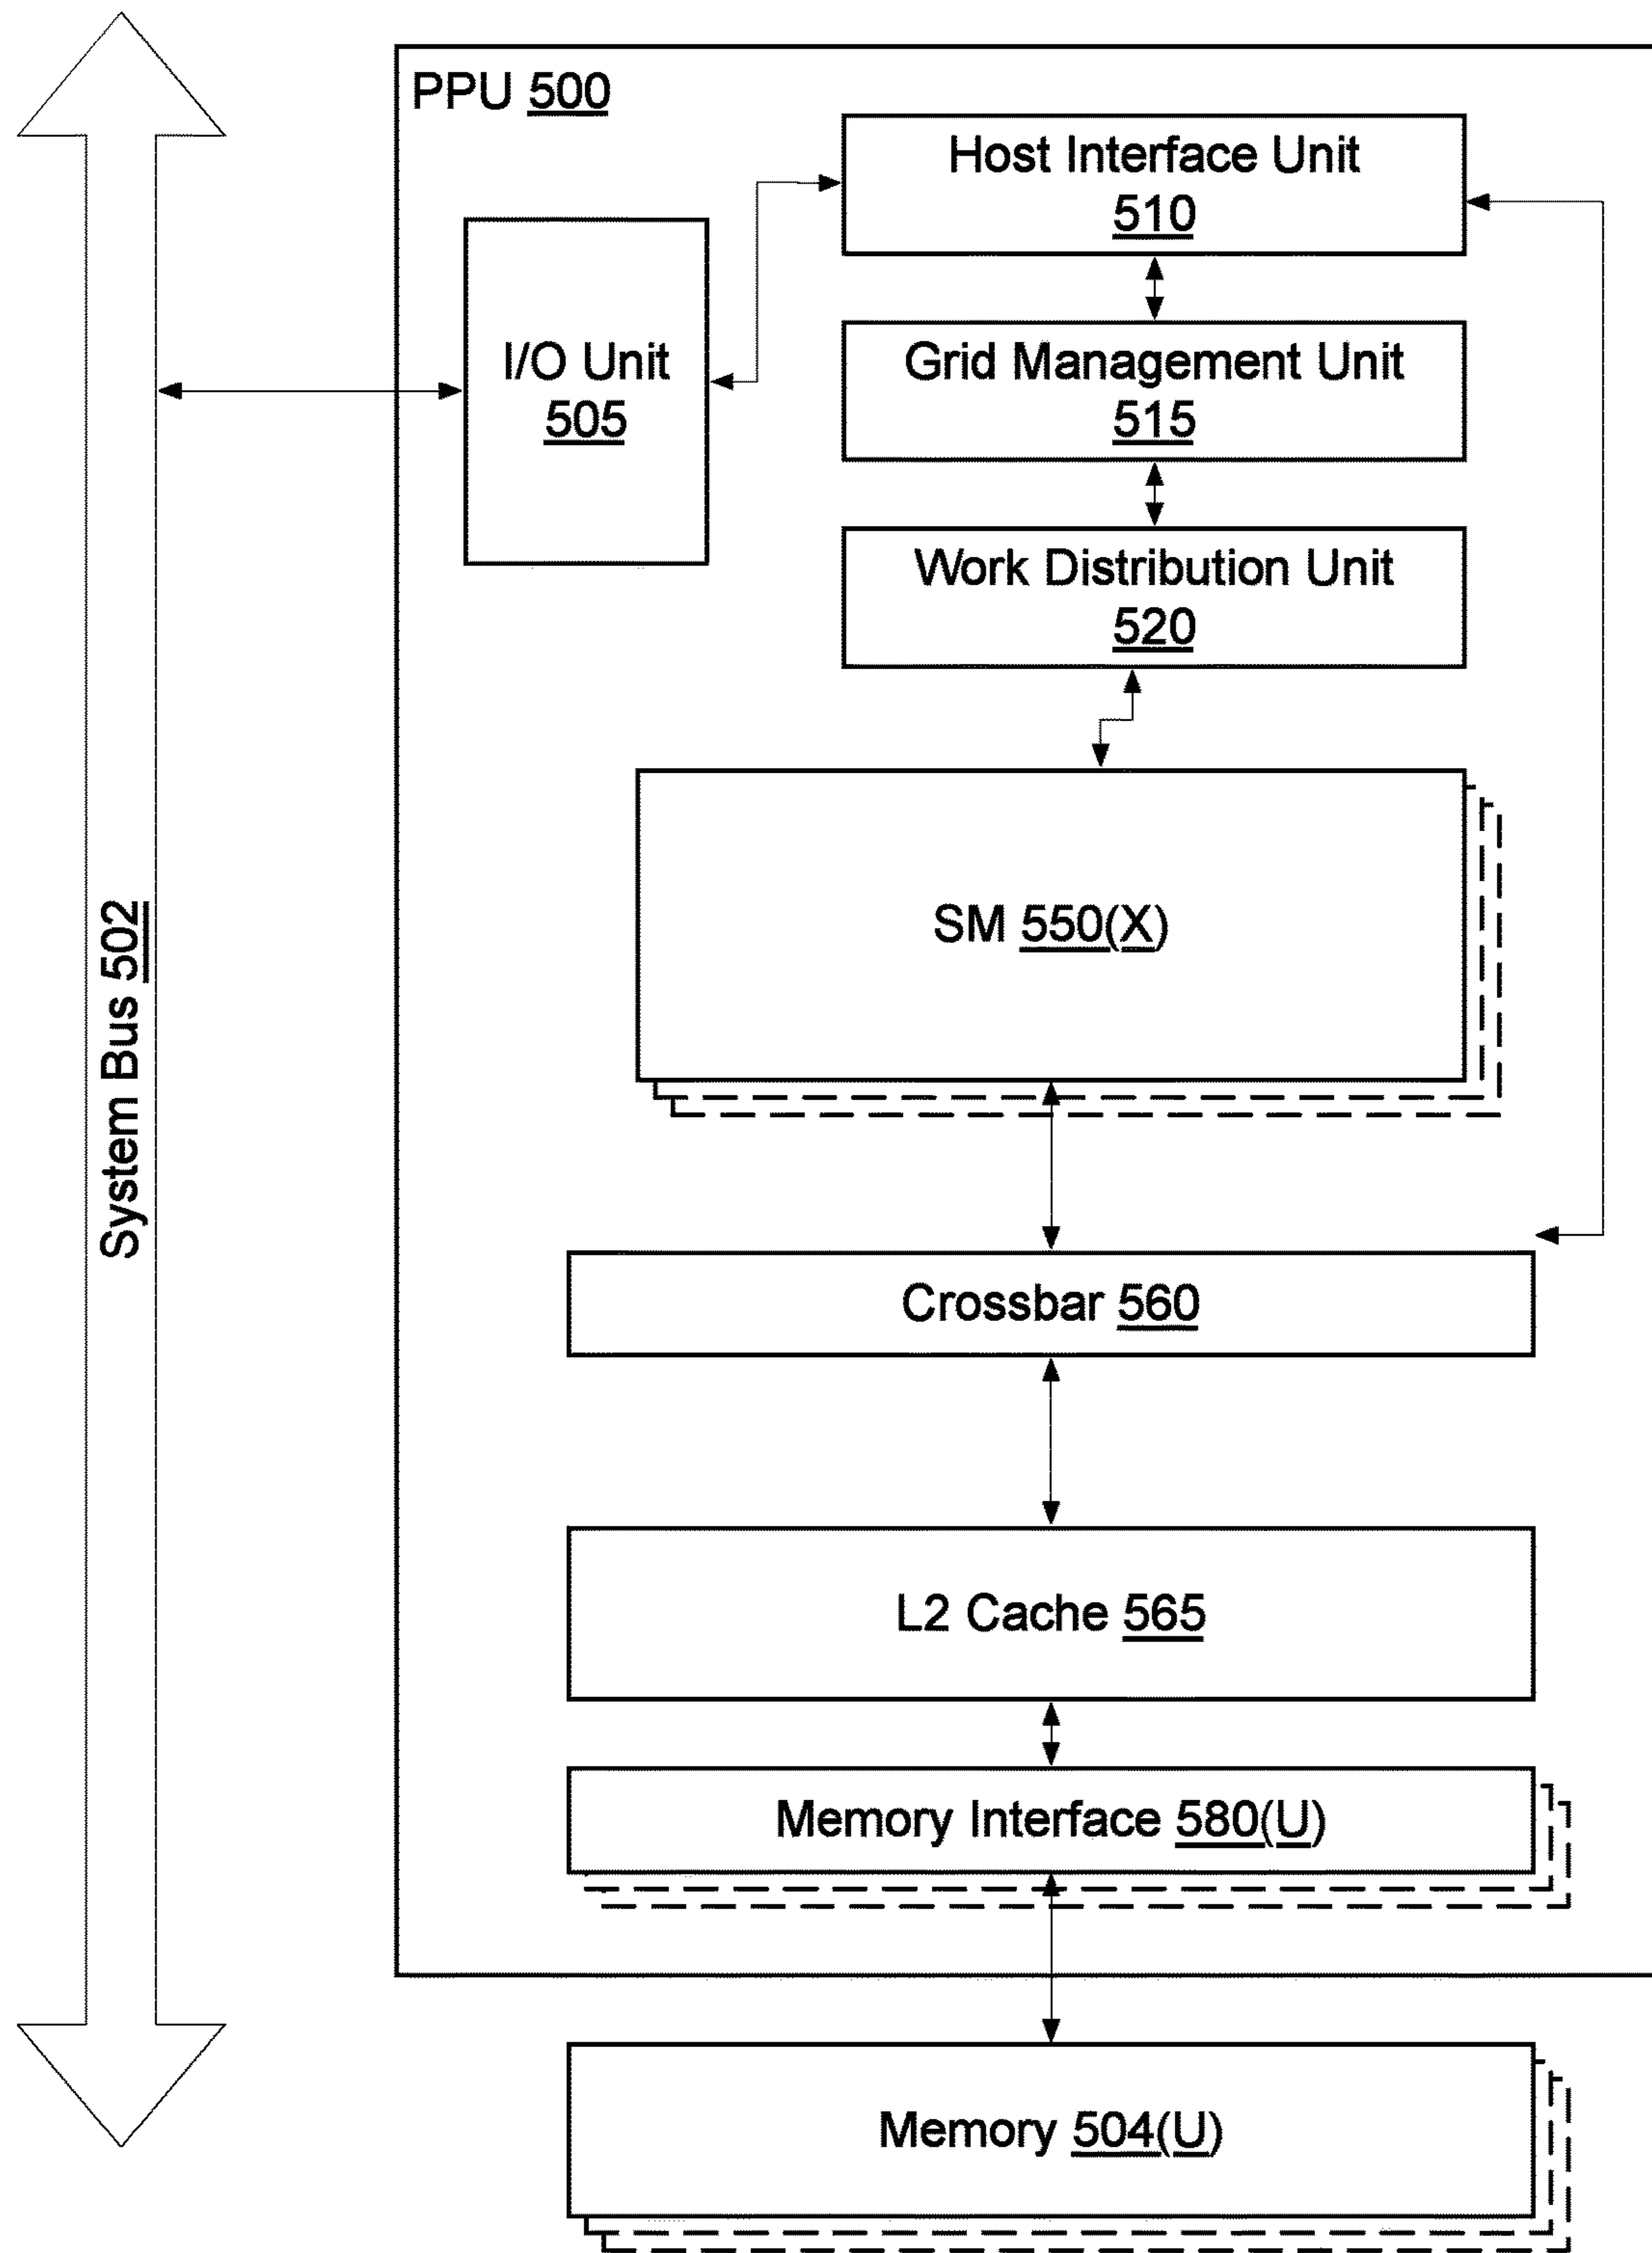 PPU 500
Host Interface Unit
510
I/O Unit
505
Grid Management Unit
515
Work Distribution Unit
520
SM 550(X)
System Bus 502
Crossbar 560
L2 Cache 565
Memory Interface 580(U)
Memory 504(U)